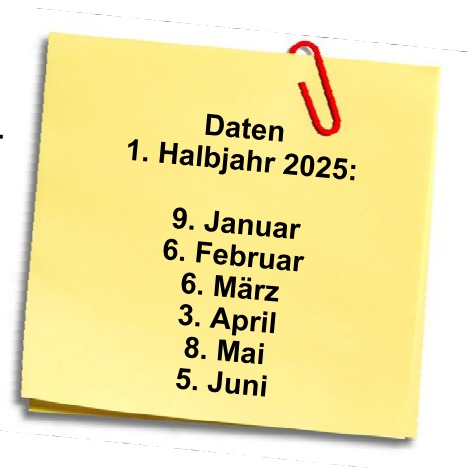 Daten
1. Halbjahr 2025:
9. Januar
6. Februar
6. März
3. April
8. Mai
5. Juni